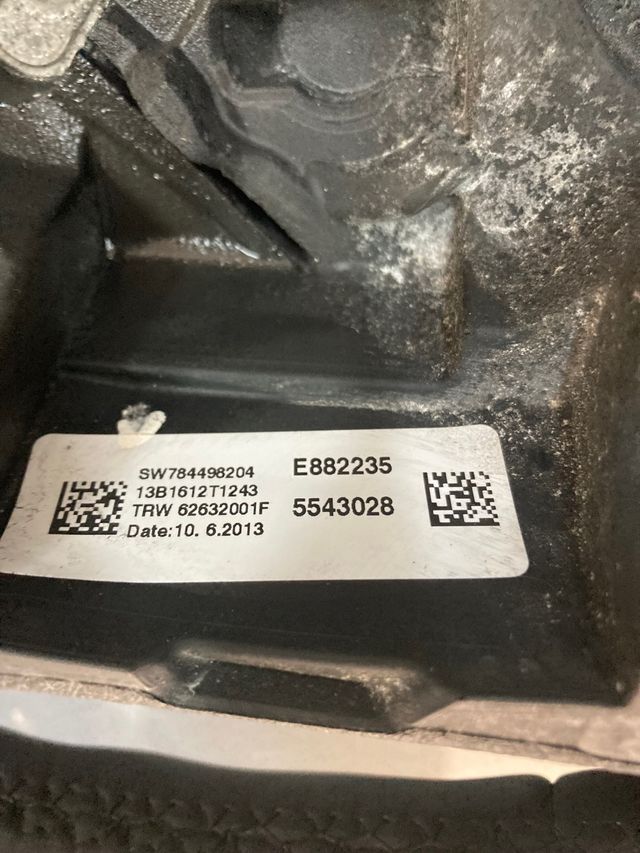 SW784498204
13B1612T1243
TRW 62632001F
Date:10. 6.2013
E882235
5543028